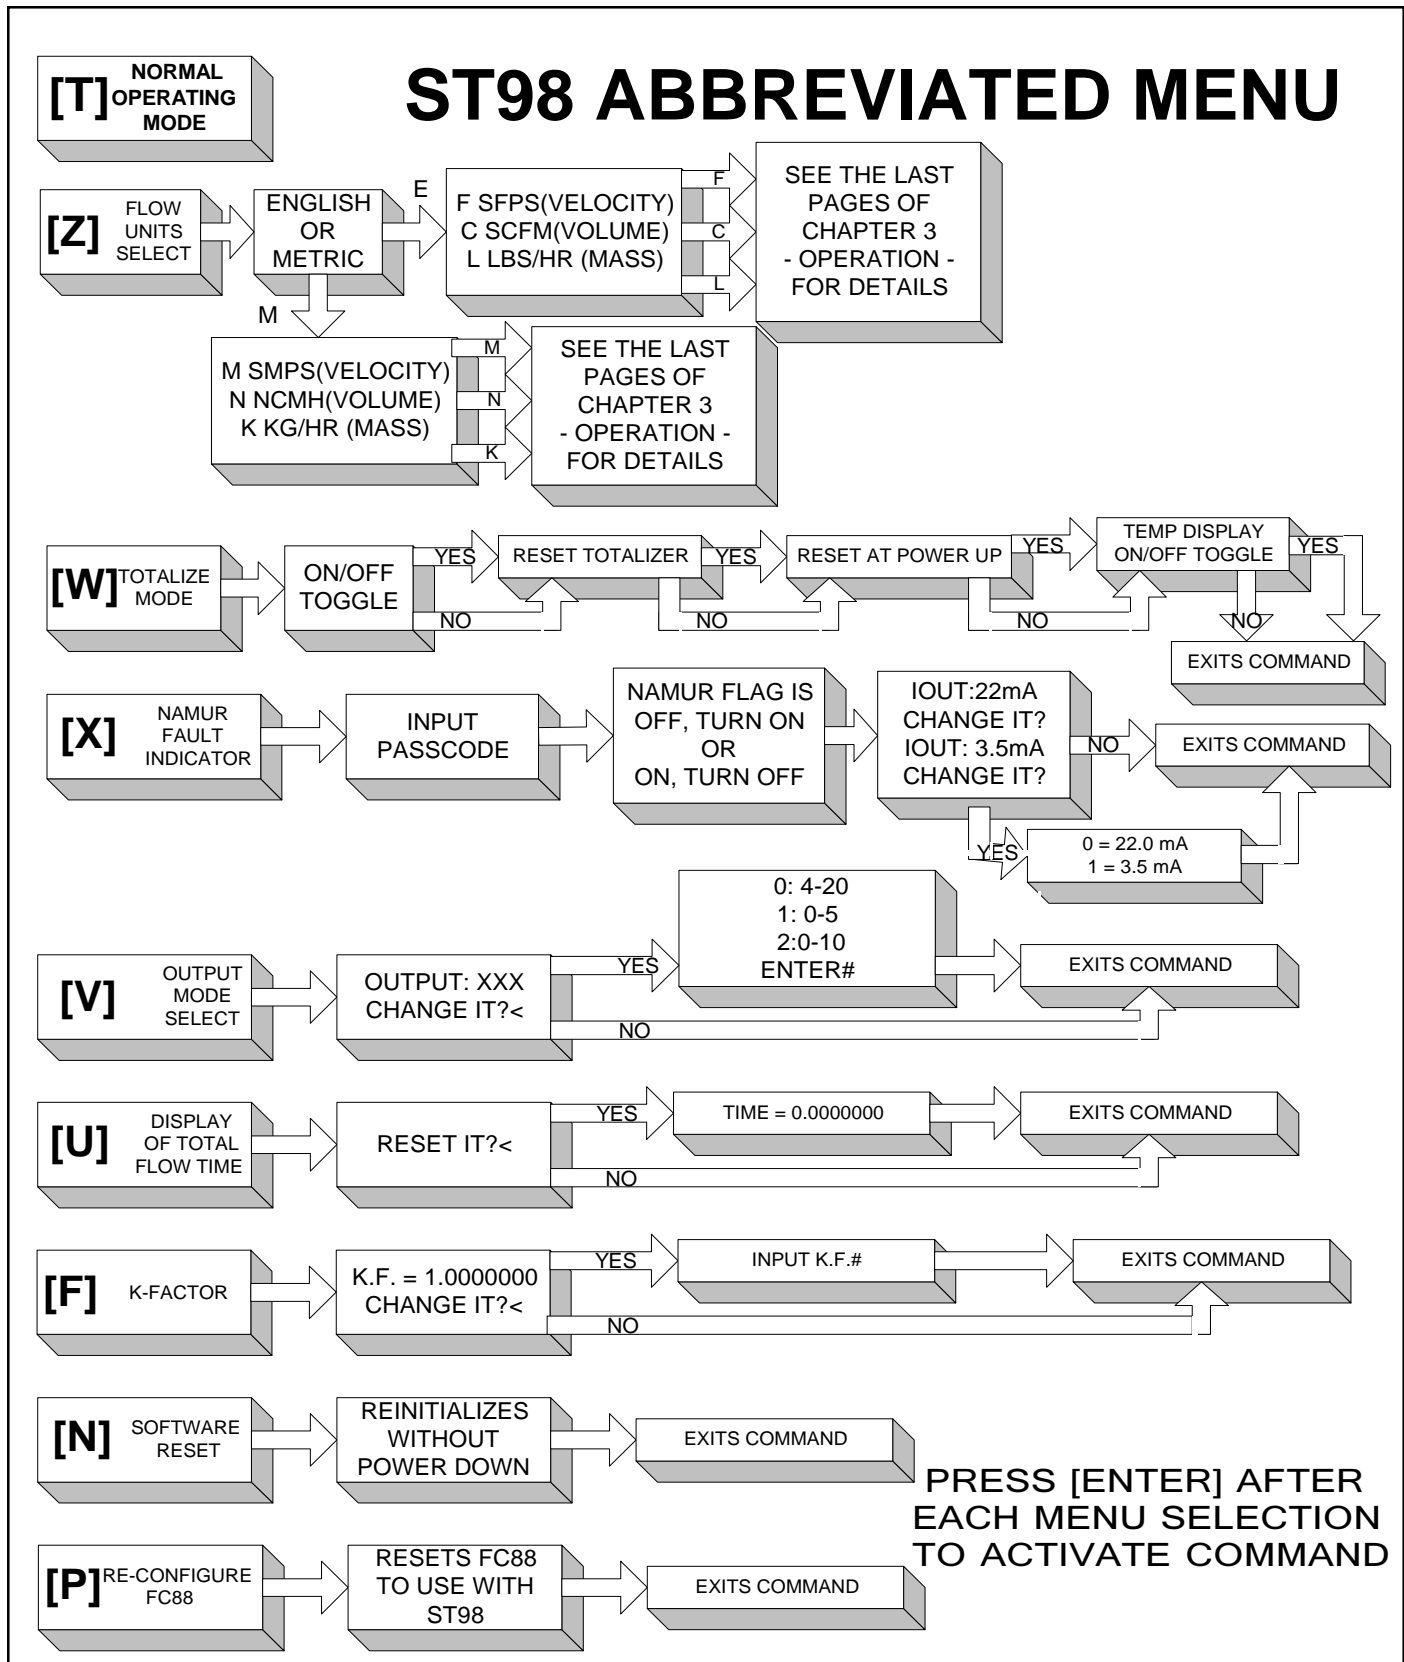 ST98 ABBREVIATED MENU
[T]
NORMAL
OPERATING
MODE
[Z]
FLOW
UNITS
SELECT
ENGLISH
OR
METRIC
E
F SFPS(VELOCITY)
C SCFM(VOLUME)
L LBS/HR (MASS)
F
C
L
SEE THE LAST
PAGES OF
CHAPTER 3
- OPERATION -
FOR DETAILS
M
M SMPS(VELOCITY)
N NCMH(VOLUME)
K KG/HR (MASS)
M
N
K
SEE THE LAST
PAGES OF
CHAPTER 3
- OPERATION -
FOR DETAILS
[W]
TOTALIZE
MODE
ON/OFF
TOGGLE
YES
NO
RESET TOTALIZER
YES
NO
RESET AT POWER UP
YES
NO
TEMP DISPLAY
ON/OFF TOGGLE
YES
NO
EXITS COMMAND
[X]
NAMUR
FAULT
INDICATOR
INPUT
PASSCODE
NAMUR FLAG IS
OFF, TURN ON
OR
ON, TURN OFF
IOUT:22mA
CHANGE IT?
IOUT: 3.5mA
CHANGE IT?
NO
EXITS COMMAND
YES
0 = 22.0 mA
1 = 3.5 mA
[V]
OUTPUT
MODE
SELECT
OUTPUT: XXX
CHANGE IT?<
YES
0: 4-20
1: 0-5
2:0-10
ENTER#
EXITS COMMAND
NO
[U]
DISPLAY
OF TOTAL
FLOW TIME
RESET IT?<
YES
TIME = 0.0000000
EXITS COMMAND
NO
[F]
K-FACTOR
K.F. = 1.0000000
CHANGE IT?<
YES
INPUT K.F.#
EXITS COMMAND
NO
[N]
SOFTWARE
RESET
REINITIALIZES
WITHOUT
POWER DOWN
EXITS COMMAND
[P]
RE-CONFIGURE
FC88
RESETS FC88
TO USE WITH
ST98
EXITS COMMAND
PRESS [ENTER] AFTER
EACH MENU SELECTION
TO ACTIVATE COMMAND